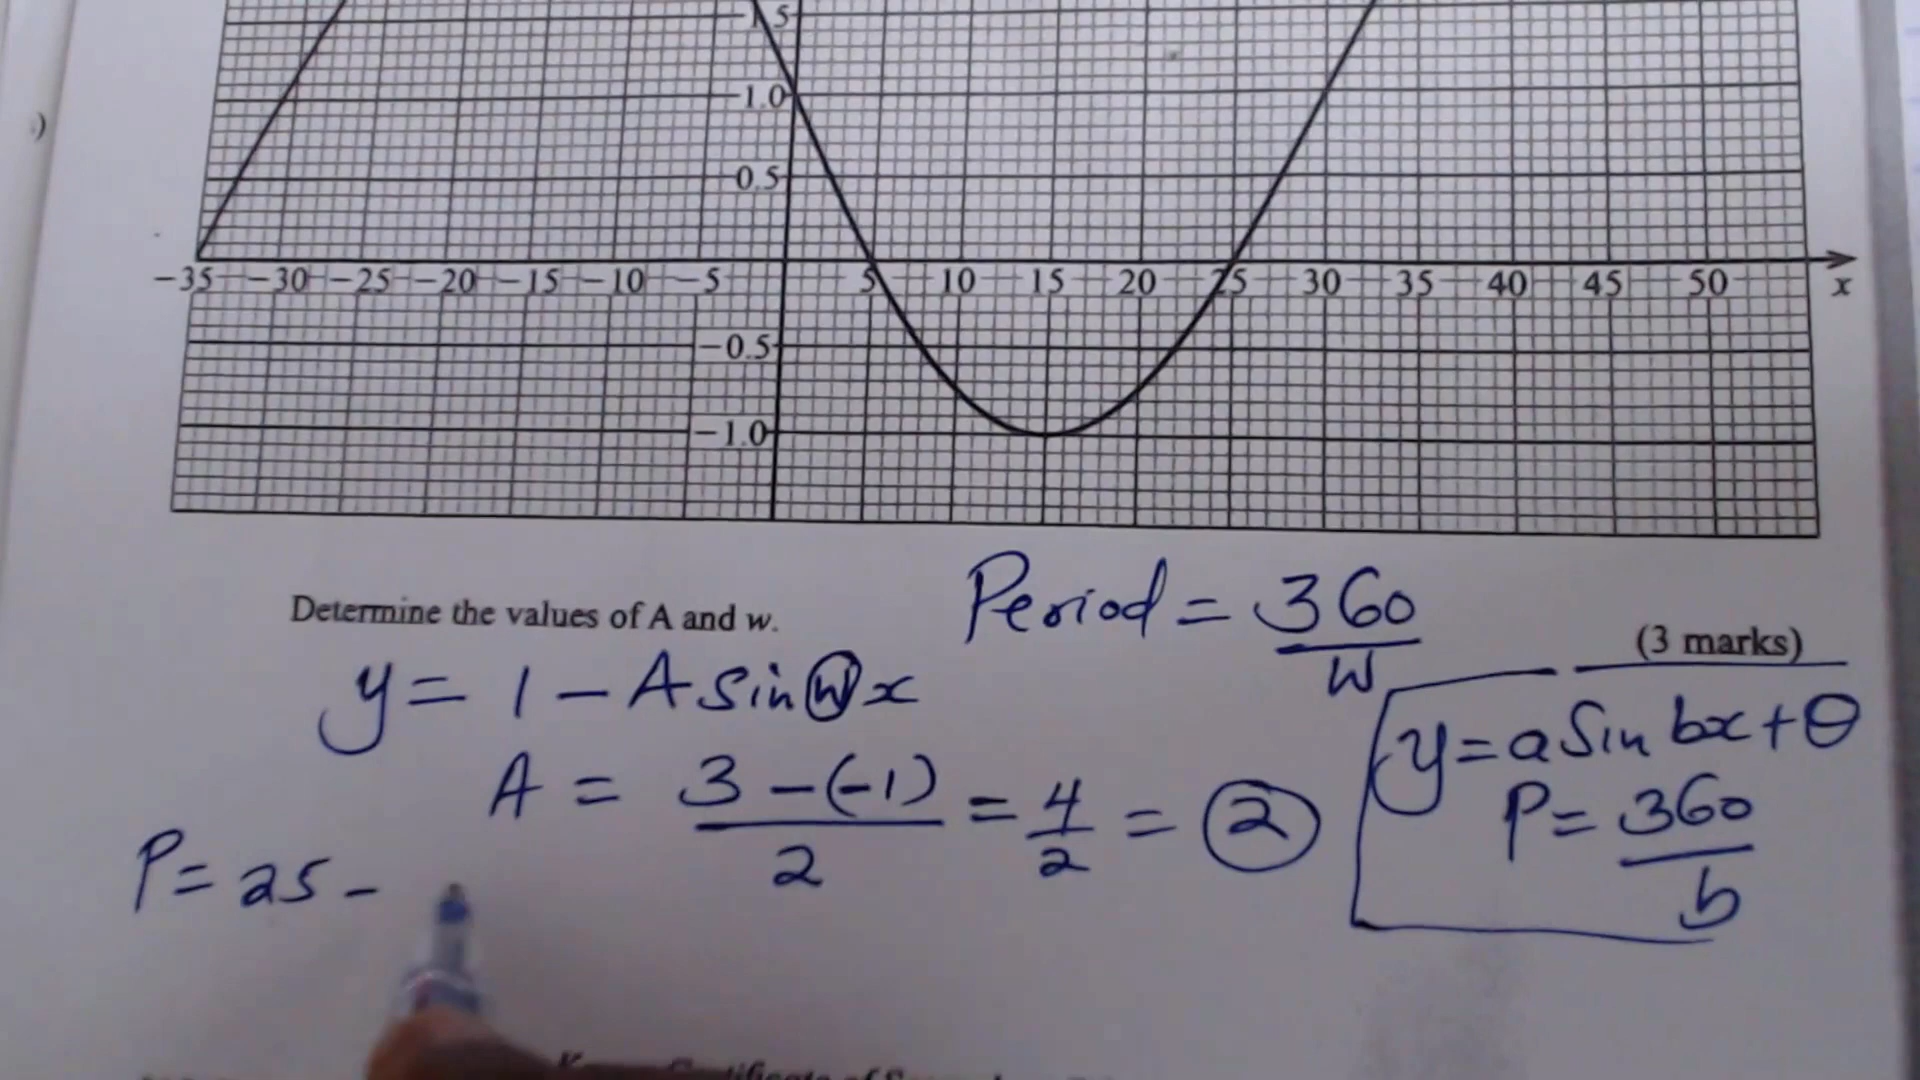 1.5
1.0
0.5
-35 -30 -25 -20 -15 -10 -5 5 10 15 20 25 30 35 40 45 50 x
-0.5
-1.0
Determine the values of A and w.
Period = 360/W
(3 marks)
y = 1 - A sin w x
A = 3 - (-1) / 2 = 4/2 = 2
y = a Sin bx + θ
P = 360/b
P = 25 -